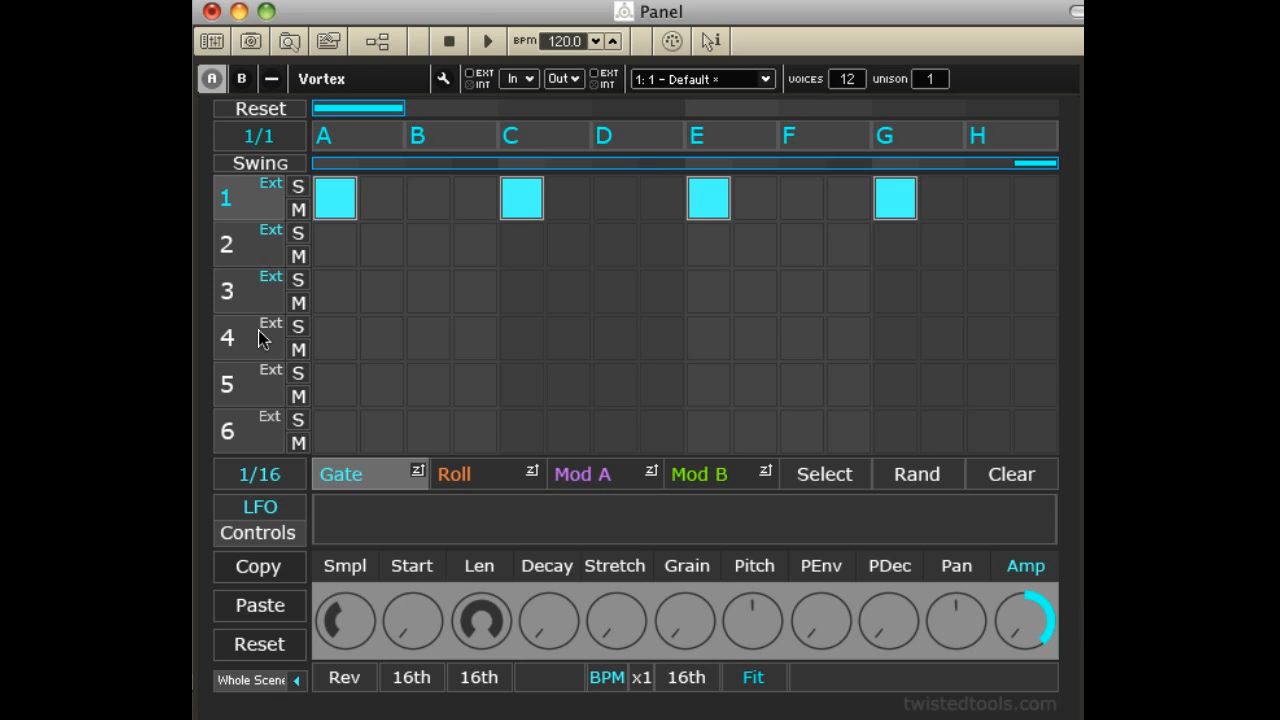 Panel
BPM 120.0
A B Vortex EXT INT In Out EXT INT 1: 1 - Default * VOICES 12 UNISON 1
Reset
1/1 A B C D E F G H
Swing
1 Ext S M
2 Ext S M
3 Ext S M
4 Ext S M
5 Ext S M
6 Ext S M
1/16 Gate Roll Mod A Mod B Select Rand Clear
LFO
Controls
Copy Smpl Start Len Decay Stretch Grain Pitch PEnv PDec Pan Amp
Paste
Reset
Whole Scene Rev 16th 16th BPM x1 16th Fit
twistedtools.com